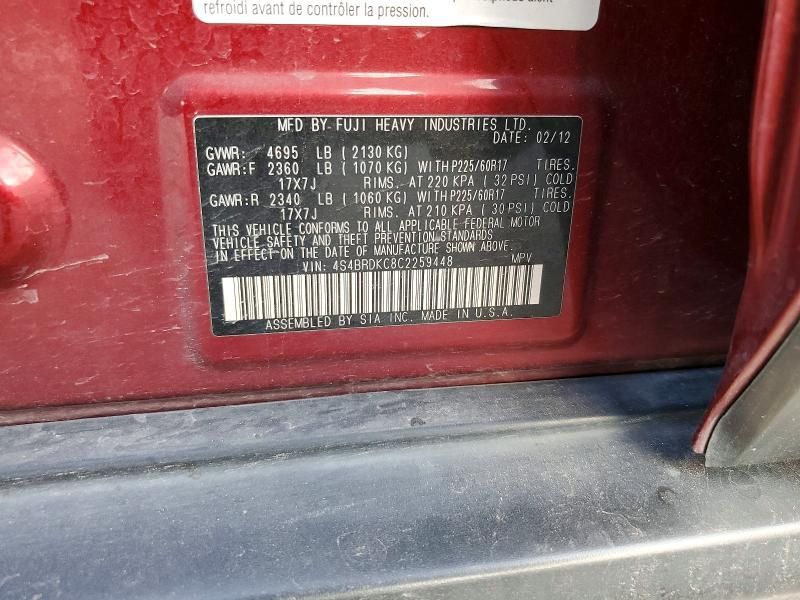 refroidi avant de contrôler la pression.
MFD BY FUJI HEAVY INDUSTRIES LTD.
DATE: 02/12
GVWR: 4695 LB ( 2130 KG)
GAWR:F 2360 LB ( 1070 KG) WITH P225/60R17 TIRES.
17X7J RIMS. AT 220 KPA ( 32 PSI) COLD
GAWR:R 2340 LB ( 1060 KG) WITH P225/60R17 TIRES.
17X7J RIMS. AT 210 KPA ( 30 PSI) COLD
THIS VEHICLE CONFORMS TO ALL APPLICABLE FEDERAL MOTOR
VEHICLE SAFETY AND THEFT PREVENTION STANDARDS
IN EFFECT ON THE DATE OF MANUFACTURE SHOWN ABOVE.
VIN: 4S4BRDKC8C2259448 MPV
ASSEMBLED BY SIA INC. MADE IN U.S.A.